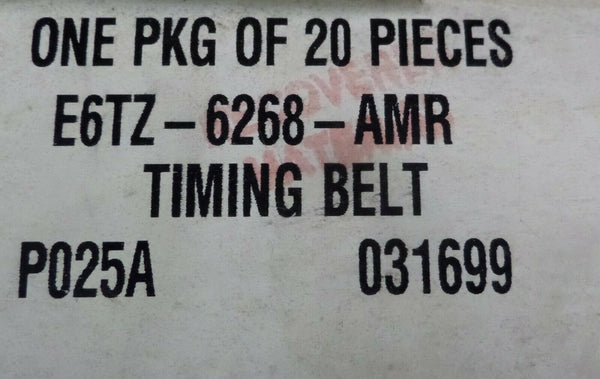 ONE PKG OF 20 PIECES
E6TZ-6268-AMR
TIMING BELT
P025A 031699